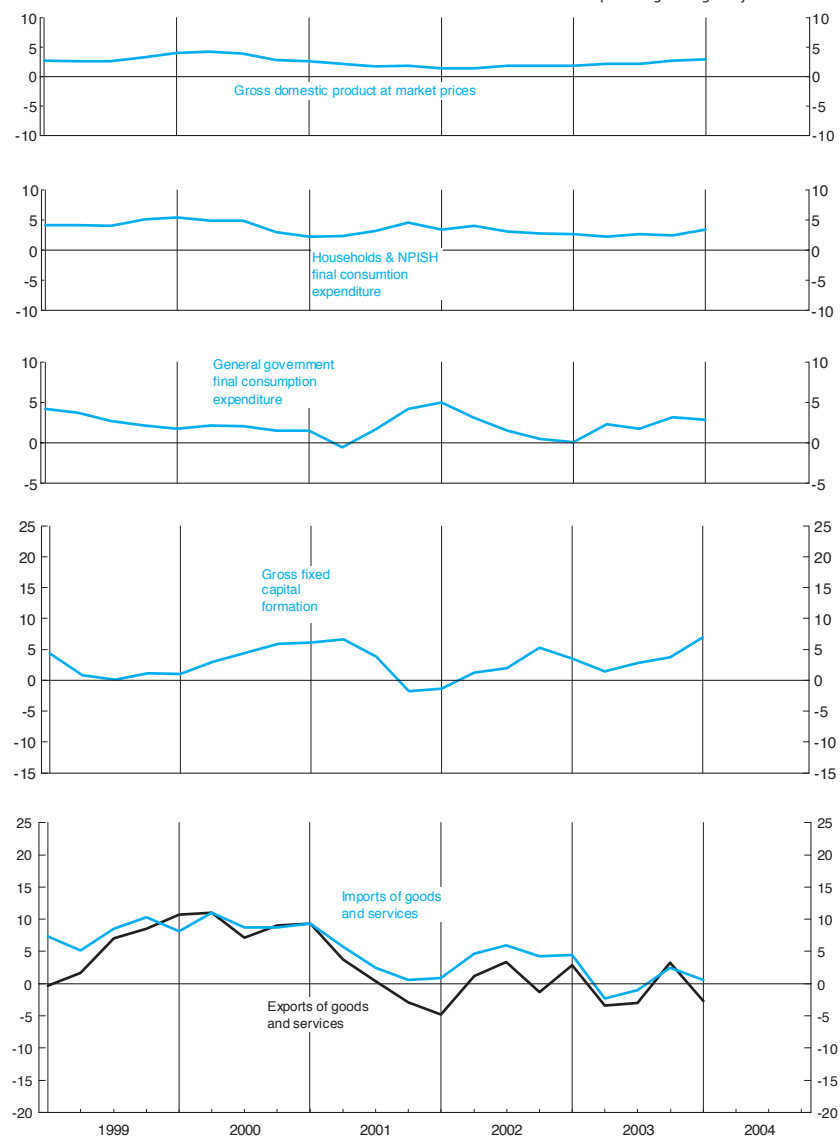 10 10
5 5
0 0
Gross domestic product at market prices
-5 -5
-10 -10
10 10
5 5
0 0
Households & NPISH
final consumtion
expenditure
-5 -5
-10 -10
10 10
General government
final consumption
expenditure
5 5
0 0
-5 -5
25 25
20 20
15 15
Gross fixed
capital
formation
10 10
5 5
0 0
-5 -5
-10 -10
-15 -15
25 25
20 20
15 15
Imports of goods
and services
10 10
5 5
0 0
Exports of goods
and services
-5 -5
-10 -10
-15 -15
-20 -20
1999 2000 2001 2002 2003 2004